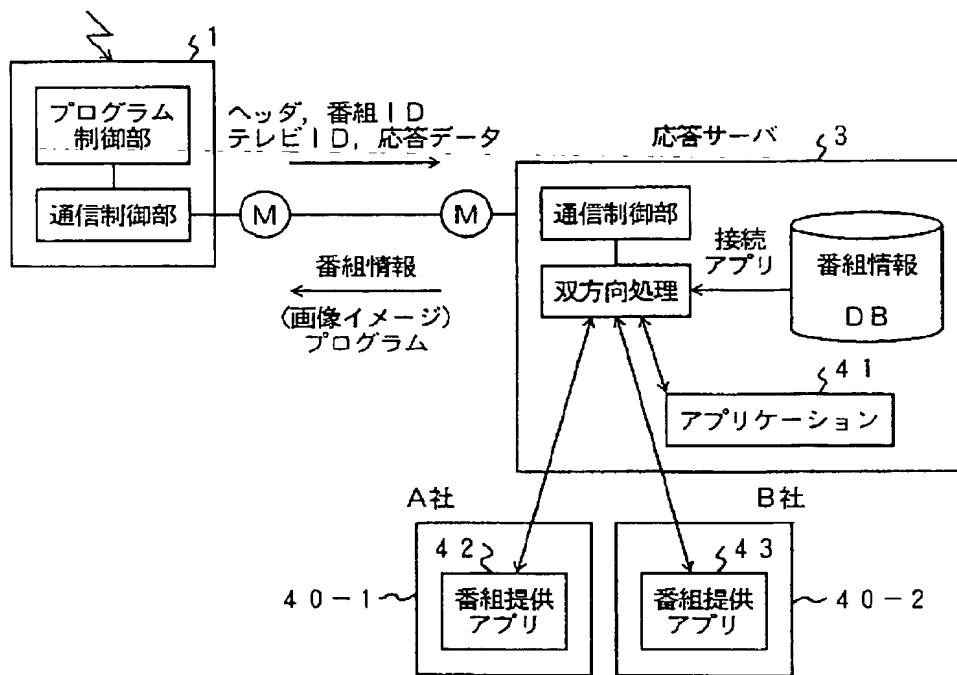 1
プログラム
制御部
通信制御部
ヘッダ, 番組ID
テレビID, 応答データ
M
M
番組情報
(画像イメージ)
プログラム
応答サーバ
3
通信制御部
双方向処理
接続
アプリ
番組情報
DB
41
アプリケーション
A社
B社
42
番組提供
アプリ
40-1
43
番組提供
アプリ
40-2